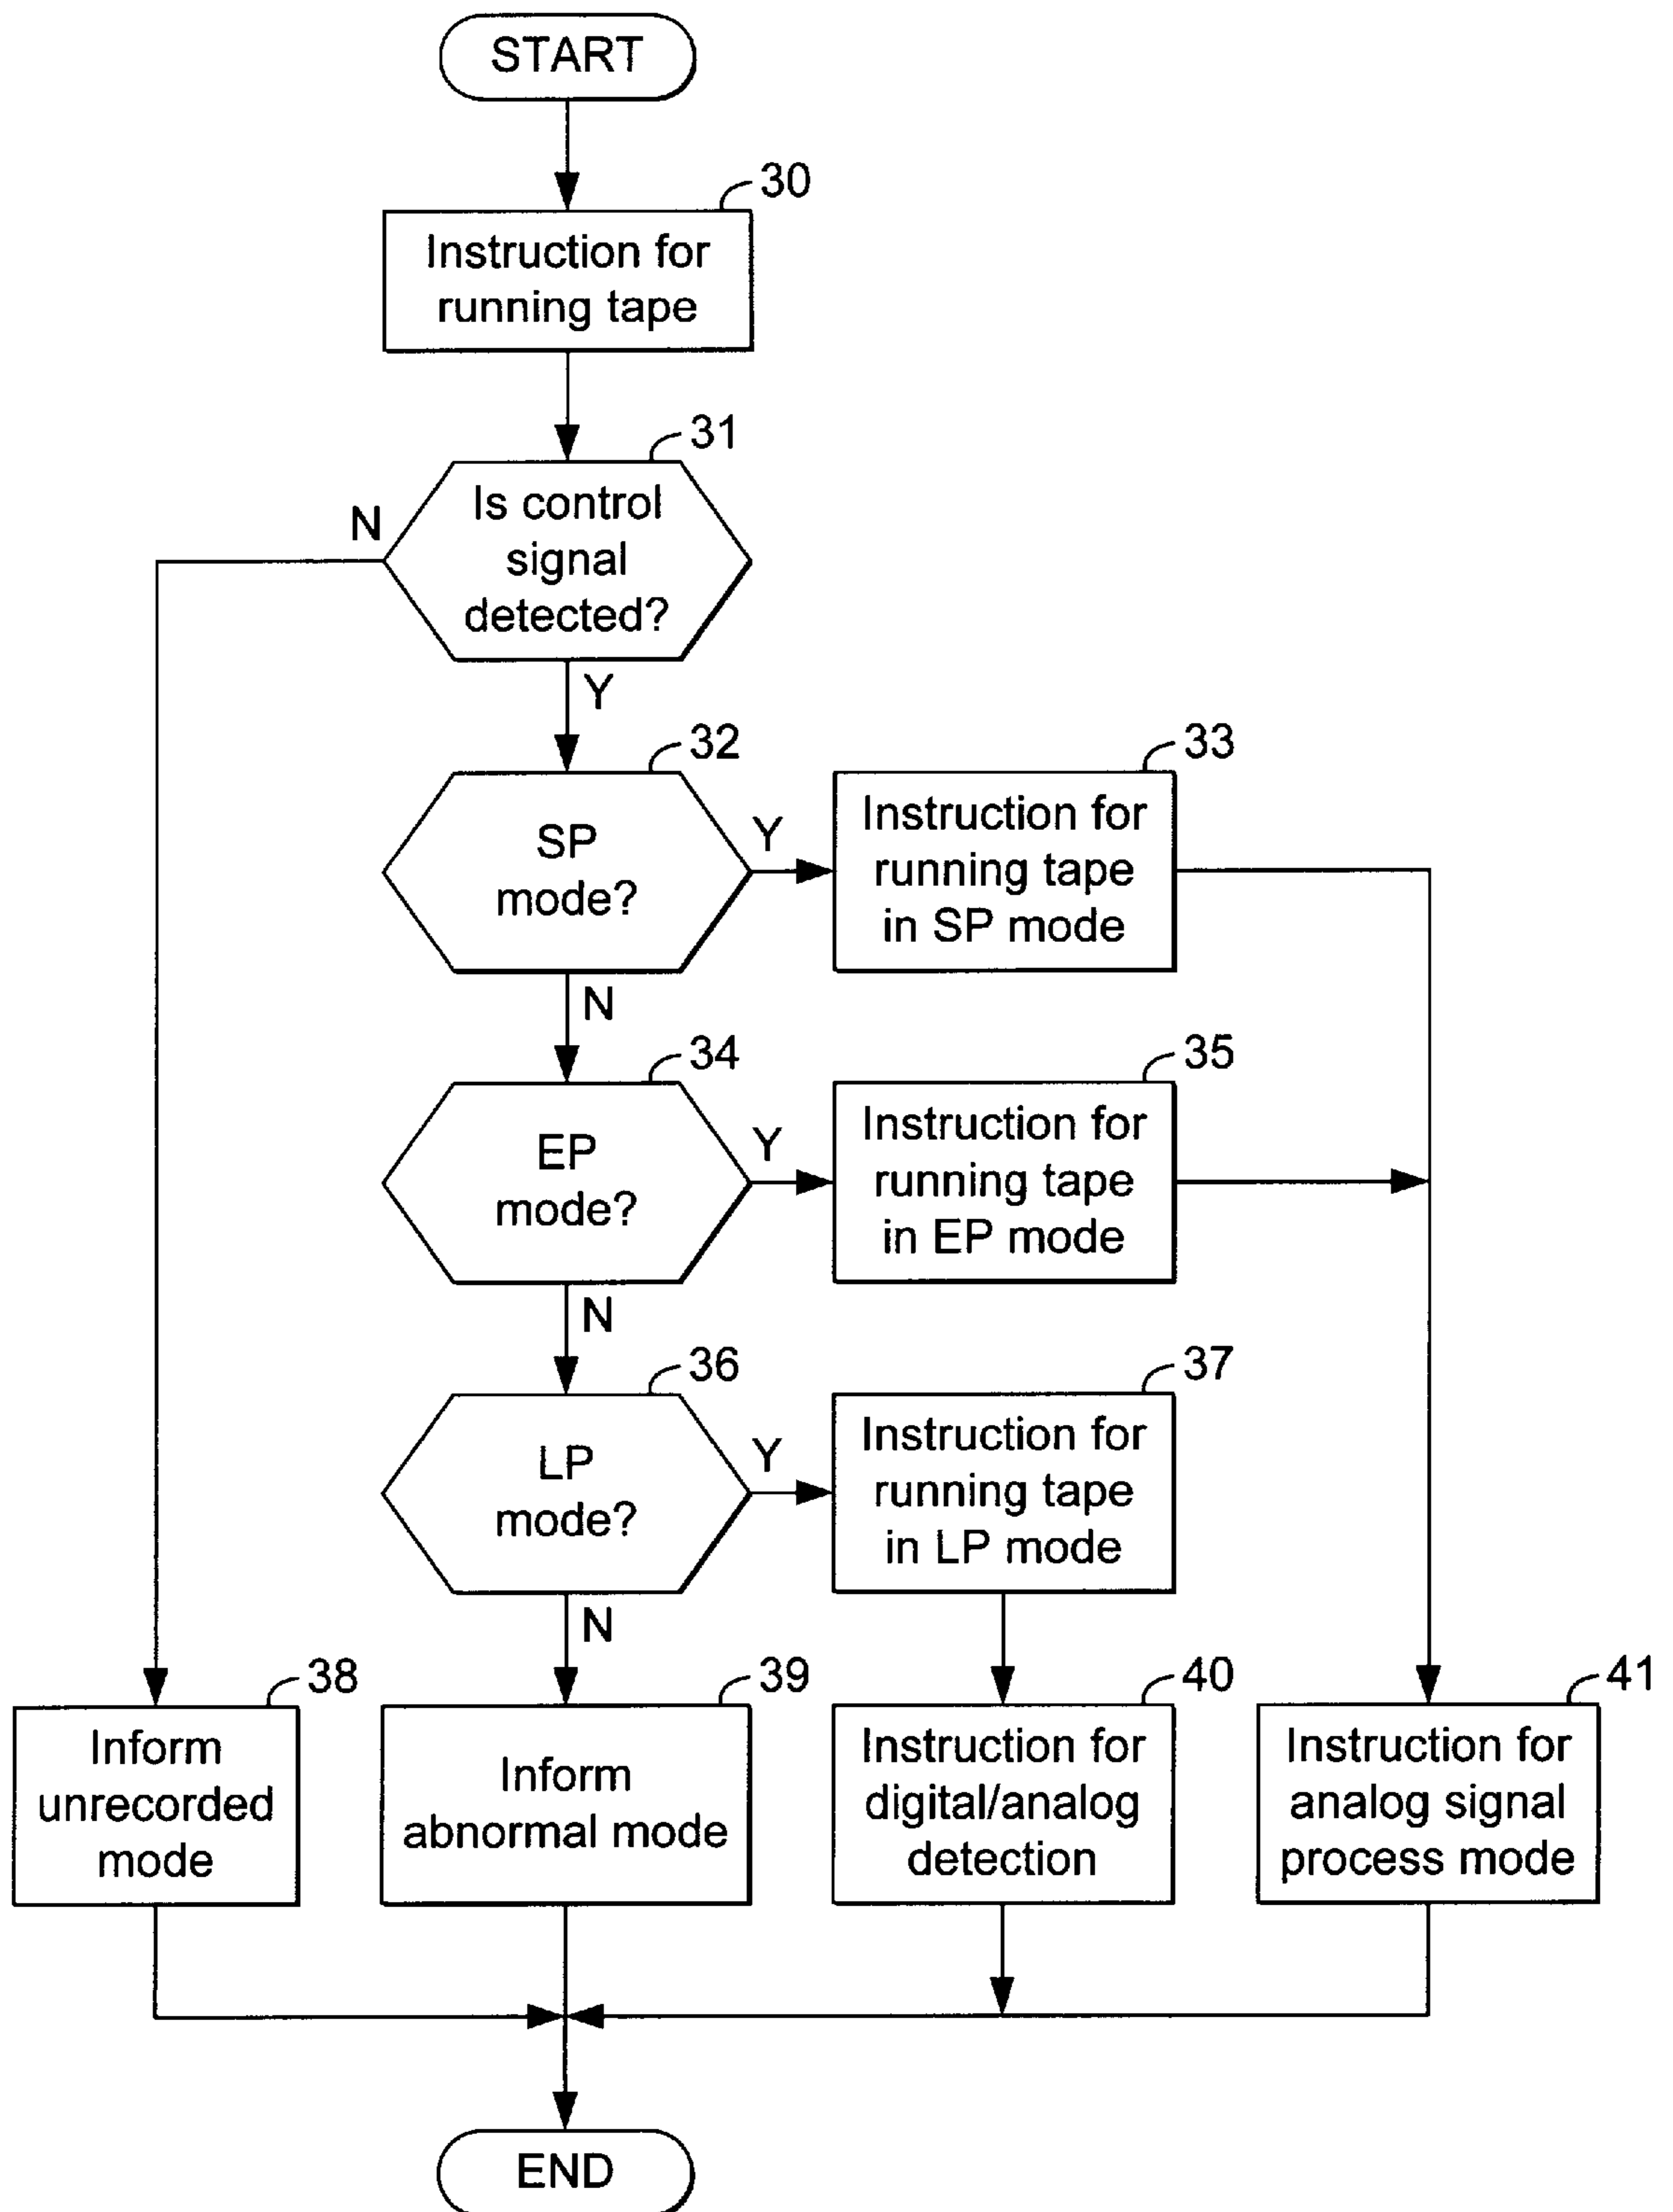 START
30
Instruction for
running tape
31
Is control
signal
detected?
N
Y
32
SP
mode?
Y
33
Instruction for
running tape
in SP mode
N
34
EP
mode?
Y
35
Instruction for
running tape
in EP mode
N
36
LP
mode?
Y
37
Instruction for
running tape
in LP mode
N
38
Inform
unrecorded
mode
39
Inform
abnormal mode
40
Instruction for
digital/analog
detection
41
Instruction for
analog signal
process mode
END